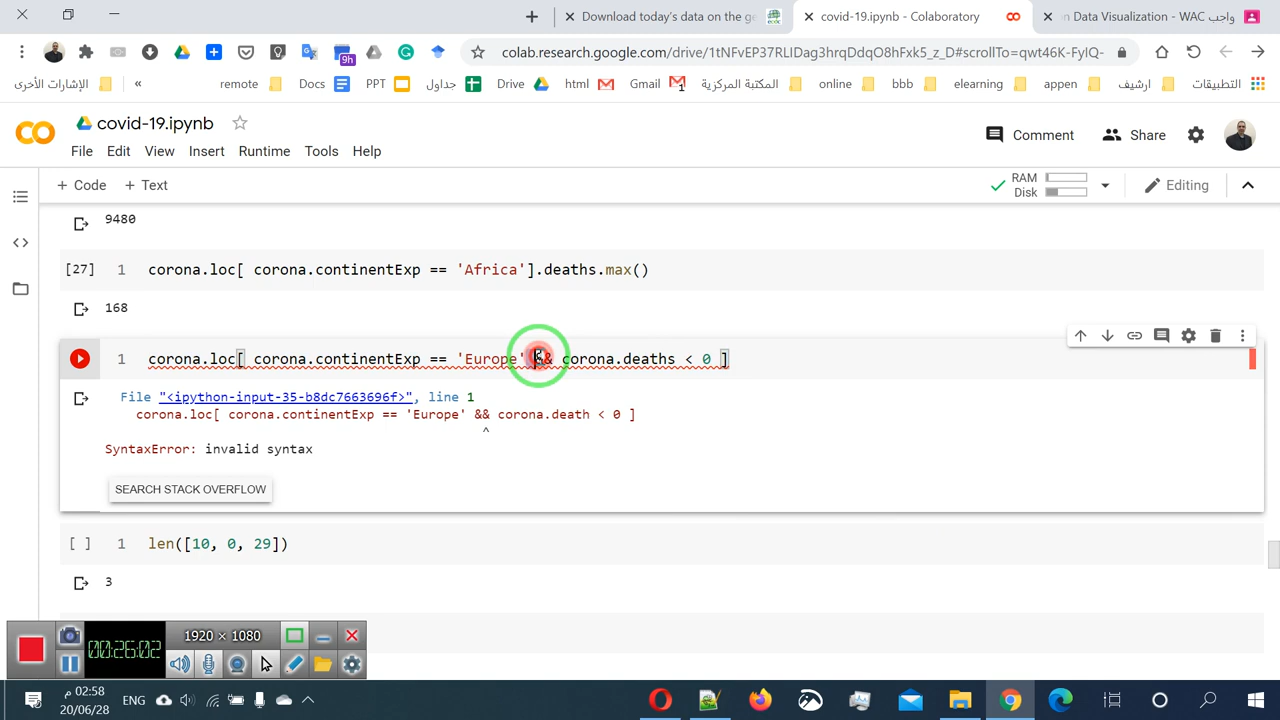 Download today's data on the ge
covid-19.ipynb - Colaboratory
in Data Visualization - WAC واجب
colab.research.google.com/drive/1tNFvEP37RLIDag3hrqDdqO8hFxk5_z_D#scrollTo=qwt46K-FyIQ-
9h
الإشارات الأخرى
«
remote
Docs
PPT
جداول
Drive
html
Gmail
المكتبة المركزية
online
bbb
elearning
appen
ارشيف
التطبيقات
covid-19.ipynb
Comment
Share
File Edit View Insert Runtime Tools Help
+ Code + Text
RAM
Disk
Editing
9480
[27] 1 corona.loc[ corona.continentExp == 'Africa'].deaths.max()
168
1 corona.loc[ corona.continentExp == 'Europe' && corona.deaths < 0 ]
File "<ipython-input-35-b8dc7663696f>", line 1
corona.loc[ corona.continentExp == 'Europe' && corona.death < 0 ]
^
SyntaxError: invalid syntax
SEARCH STACK OVERFLOW
[ ] 1 len([10, 0, 29])
3
1920 × 1080
00:26:02
02:58 م
ENG
20/06/28